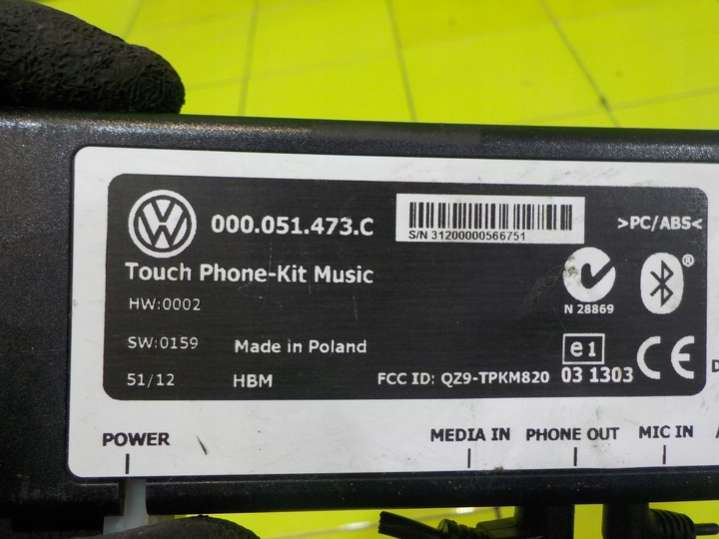 000.051.473.C
S/N 31200000566751
>PC/ABS<
Touch Phone-Kit Music
N 28869
HW:0002
SW:0159
Made in Poland
e1
CE
51/12
HBM
FCC ID: QZ9-TPKM820
03 1303
POWER
MEDIA IN
PHONE OUT
MIC IN